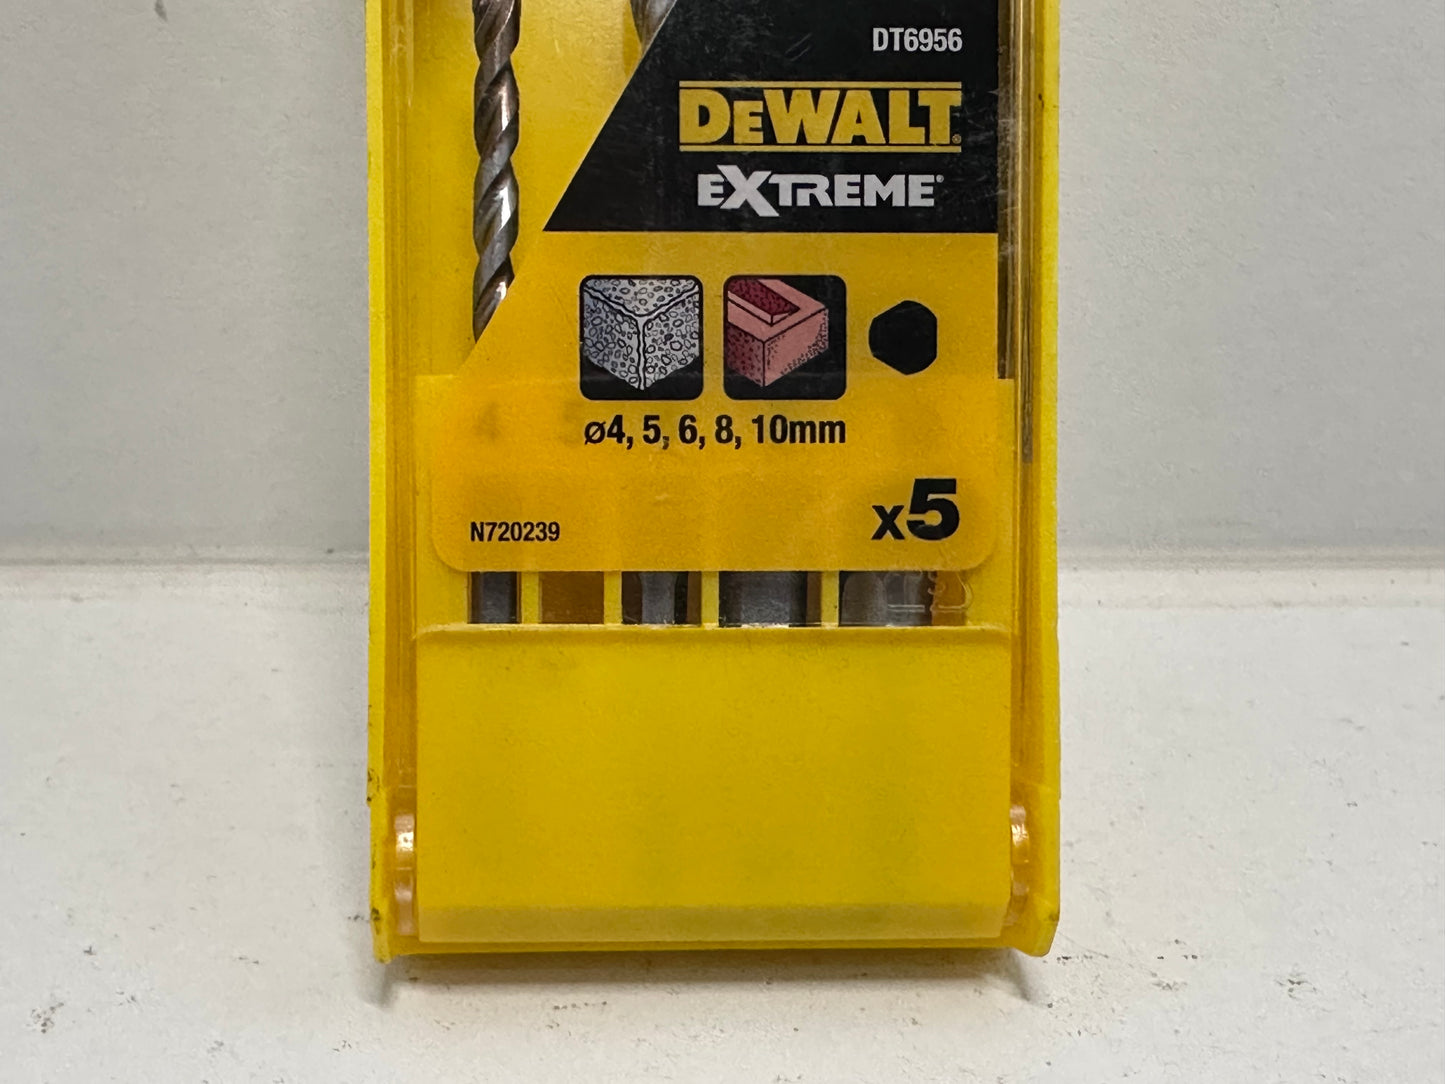 DT6956
DEWALT®
EXTREME®
ø4, 5, 6, 8, 10mm
x5
N720239